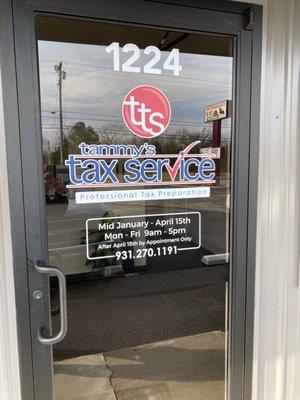 1224
tts
tammy's
tax service
Professional Tax Preparation
Mid January - April 15th
Mon - Fri 9am - 5pm
After April 15th by Appointment Only
931.270.1191